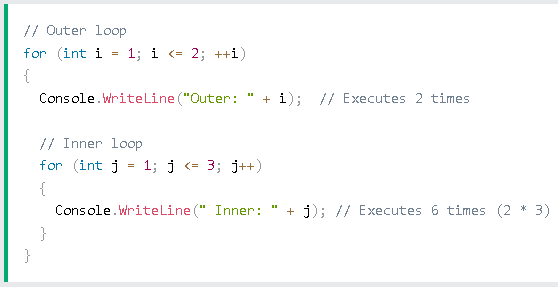 // Outer loop
for (int i = 1; i <= 2; ++i)
{
  Console.WriteLine("Outer: " + i);  // Executes 2 times

  // Inner loop
  for (int j = 1; j <= 3; j++)
  {
    Console.WriteLine(" Inner: " + j); // Executes 6 times (2 * 3)
  }
}